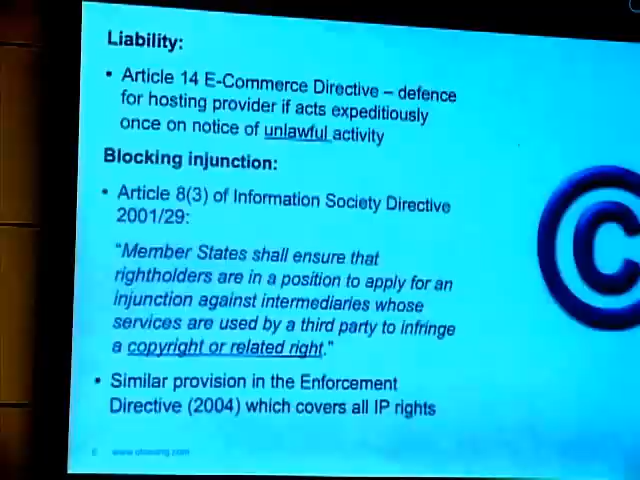 Liability:
• Article 14 E-Commerce Directive – defence
for hosting provider if acts expeditiously
once on notice of unlawful activity
Blocking injunction:
• Article 8(3) of Information Society Directive
2001/29:
“Member States shall ensure that
rightholders are in a position to apply for an
injunction against intermediaries whose
services are used by a third party to infringe
a copyright or related right.”
• Similar provision in the Enforcement
Directive (2004) which covers all IP rights
©